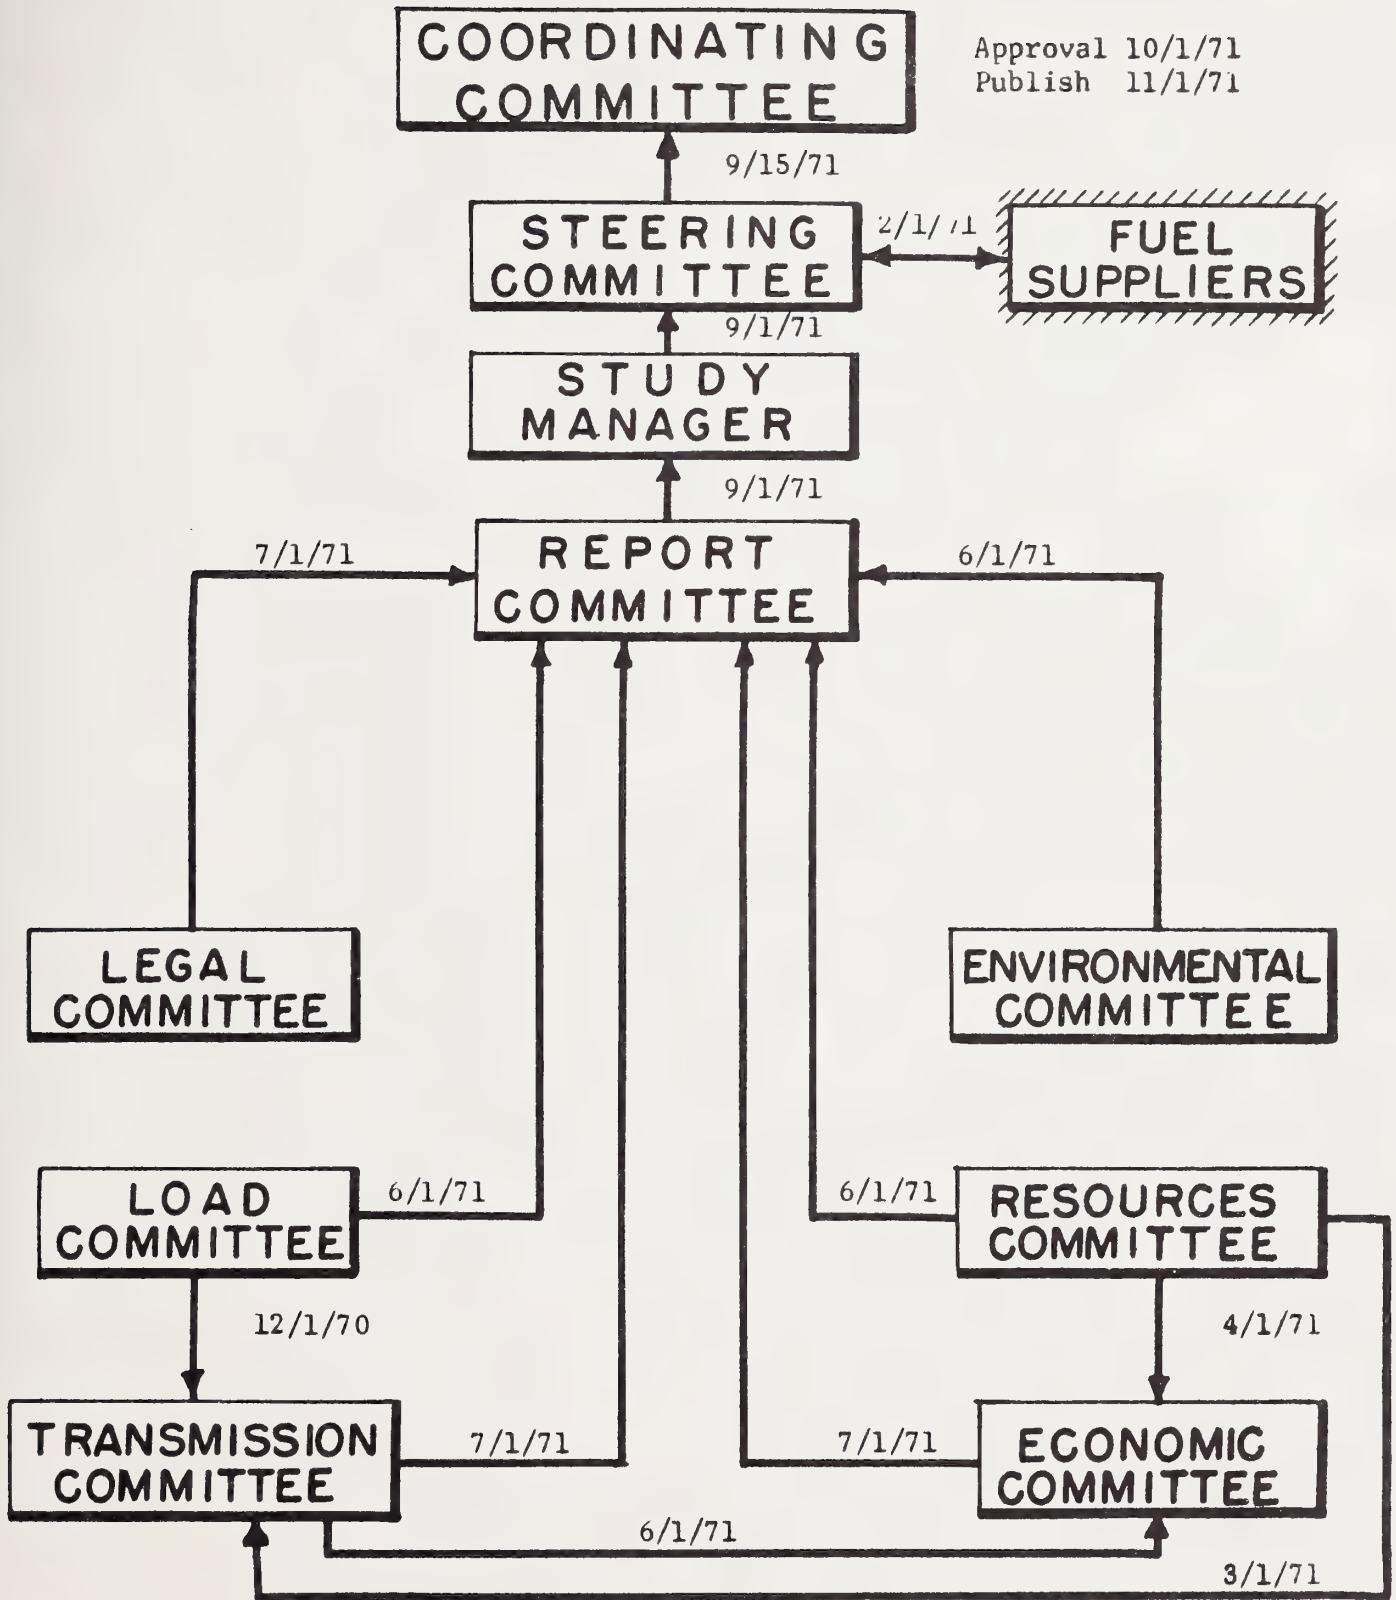 COORDINATING
COMMITTEE
Approval 10/1/71
Publish 11/1/71
9/15/71
STEERING
COMMITTEE
2/1/71
FUEL
SUPPLIERS
9/1/71
STUDY
MANAGER
9/1/71
7/1/71
REPORT
COMMITTEE
6/1/71
LEGAL
COMMITTEE
ENVIRONMENTAL
COMMITTEE
LOAD
COMMITTEE
6/1/71
6/1/71
RESOURCES
COMMITTEE
12/1/70
4/1/71
TRANSMISSION
COMMITTEE
7/1/71
7/1/71
ECONOMIC
COMMITTEE
6/1/71
3/1/71